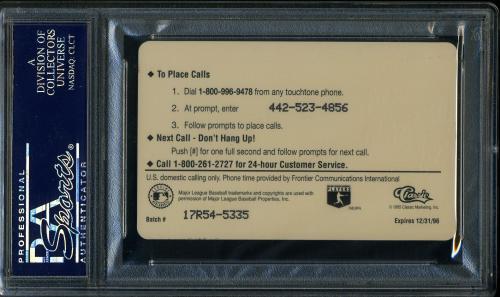 A
DIVISION OF
COLLECTORS
UNIVERSE
NASDAQ: CLCT
PROFESSIONAL
PSA
Sports
AUTHENTICATOR
◆ To Place Calls
1. Dial 1-800-996-9478 from any touchtone phone.
2. At prompt, enter 442-523-4856
3. Follow prompts to place calls.
◆ Next Call - Don't Hang Up!
Push [#] for one full second and follow prompts for next call.
◆ Call 1-800-261-2727 for 24-hour Customer Service.
U.S. domestic calling only. Phone time provided by Frontier Communications International
Major League Baseball trademarks and copyrights are used with
permission of Major League Baseball Properties, Inc.
PLAYERS
Classic
© 1995 Classic Marketing, Inc.
Batch # 17R54-5335
Expires 12/31/96